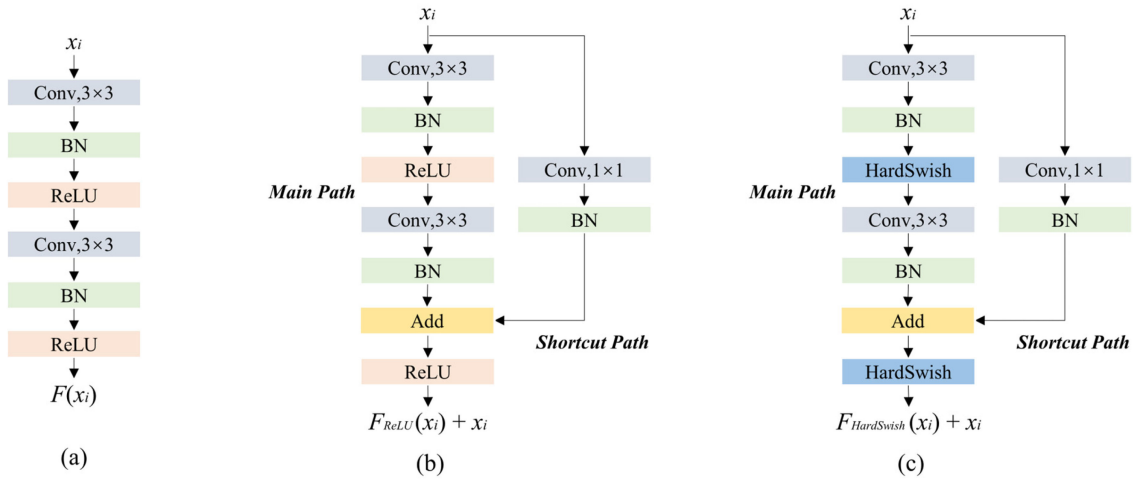 xi
Conv,3×3
BN
ReLU
Conv,3×3
BN
ReLU
F(xi)
(a)
xi
Conv,3×3
BN
ReLU
Main Path
Conv,3×3
BN
Add
ReLU
Conv,1×1
BN
Shortcut Path
FReLU(xi) + xi
(b)
xi
Conv,3×3
BN
HardSwish
Main Path
Conv,3×3
BN
Add
HardSwish
Conv,1×1
BN
Shortcut Path
FHardSwish(xi) + xi
(c)